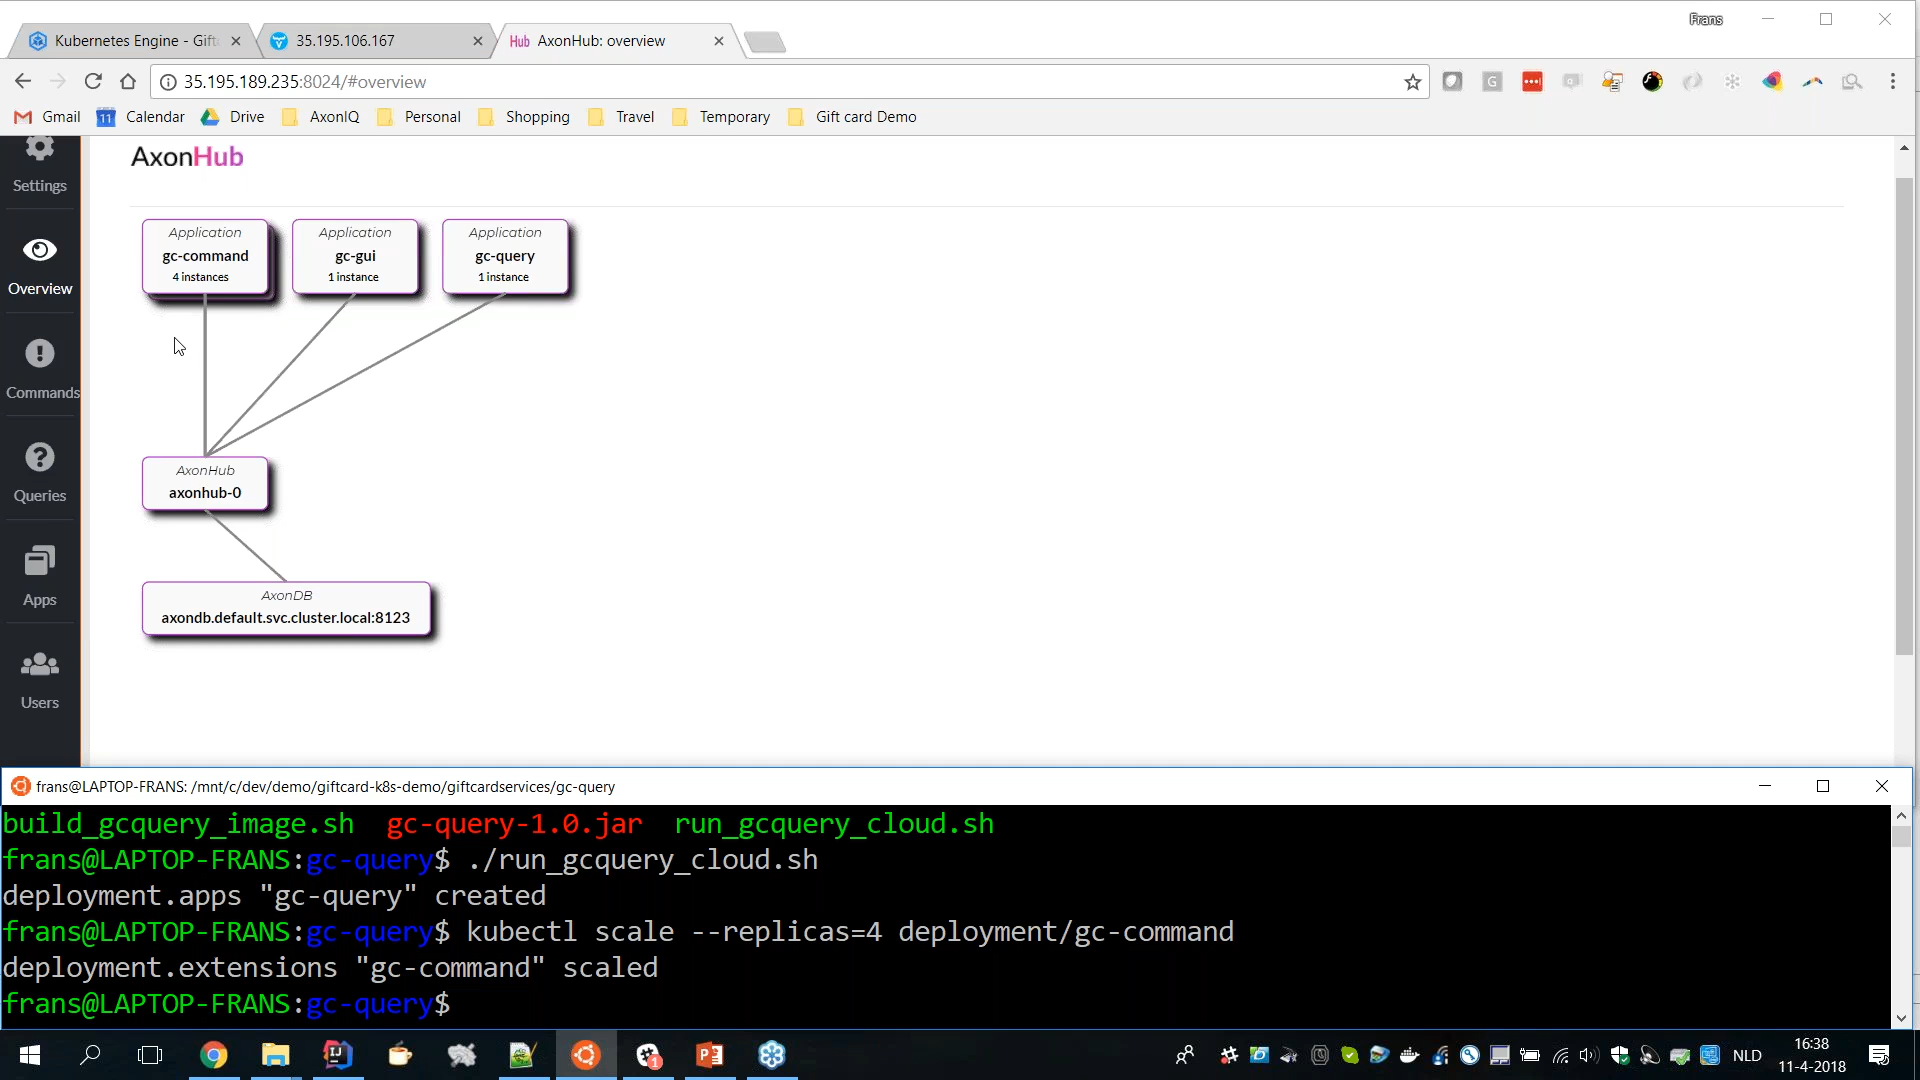 Frans
Kubernetes Engine - Gift
35.195.106.167
Hub AxonHub: overview
35.195.189.235:8024/#overview
Gmail
11 Calendar
Drive
AxonIQ
Personal
Shopping
Travel
Temporary
Gift card Demo
AxonHub
Settings
Overview
Commands
Queries
Apps
Users
Application
gc-command
4 instances
Application
gc-gui
1 instance
Application
gc-query
1 instance
AxonHub
axonhub-0
AxonDB
axondb.default.svc.cluster.local:8123
frans@LAPTOP-FRANS: /mnt/c/dev/demo/giftcard-k8s-demo/giftcardservices/gc-query
build_gcquery_image.sh gc-query-1.0.jar run_gcquery_cloud.sh
frans@LAPTOP-FRANS:gc-query$ ./run_gcquery_cloud.sh
deployment.apps "gc-query" created
frans@LAPTOP-FRANS:gc-query$ kubectl scale --replicas=4 deployment/gc-command
deployment.extensions "gc-command" scaled
frans@LAPTOP-FRANS:gc-query$
NLD
16:38
11-4-2018